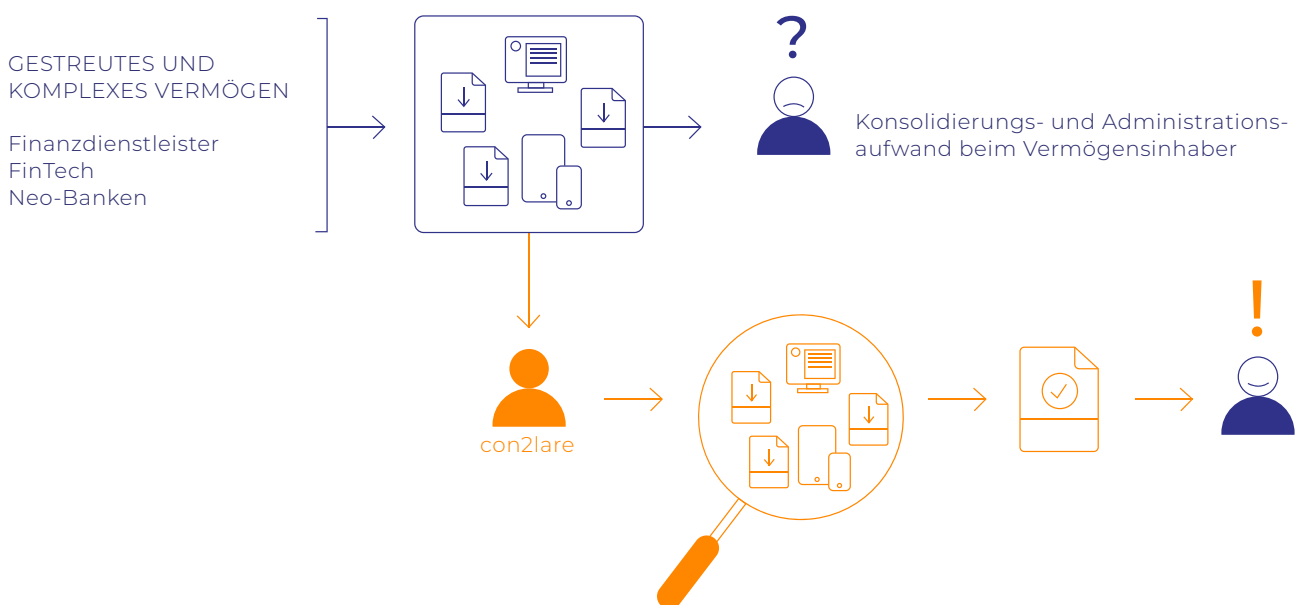 GESTREUTES UND
KOMPLEXES VERMÖGEN
Finanzdienstleister
FinTech
Neo-Banken
?
Konsolidierungs- und Administrations-
aufwand beim Vermögensinhaber
!
con2lare